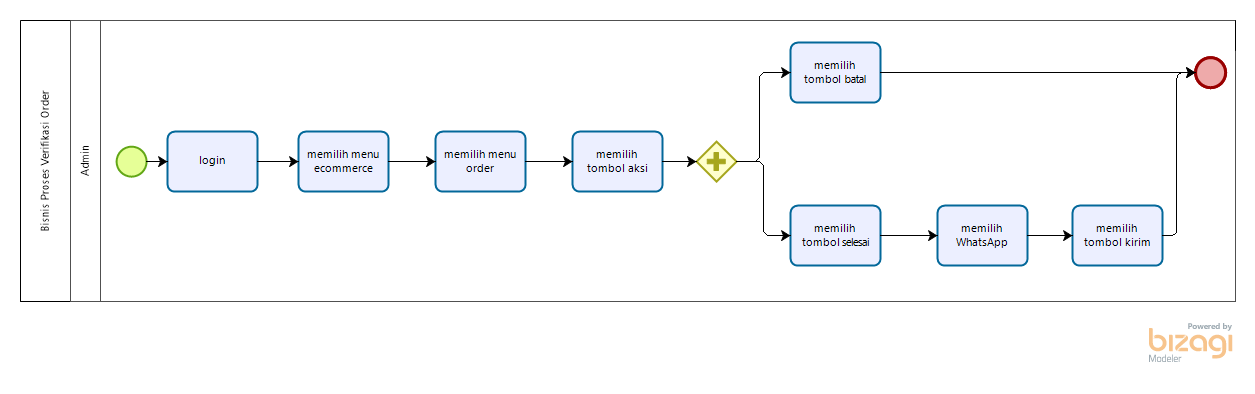 Bisnis Proses Verifikasi Order
Admin
login
memilih menu
ecommerce
memilih menu
order
memilih
tombol aksi
memilih
tombol batal
memilih
tombol selesai
memilih
WhatsApp
memilih
tombol kirim
Powered by
bizagi
Modeler